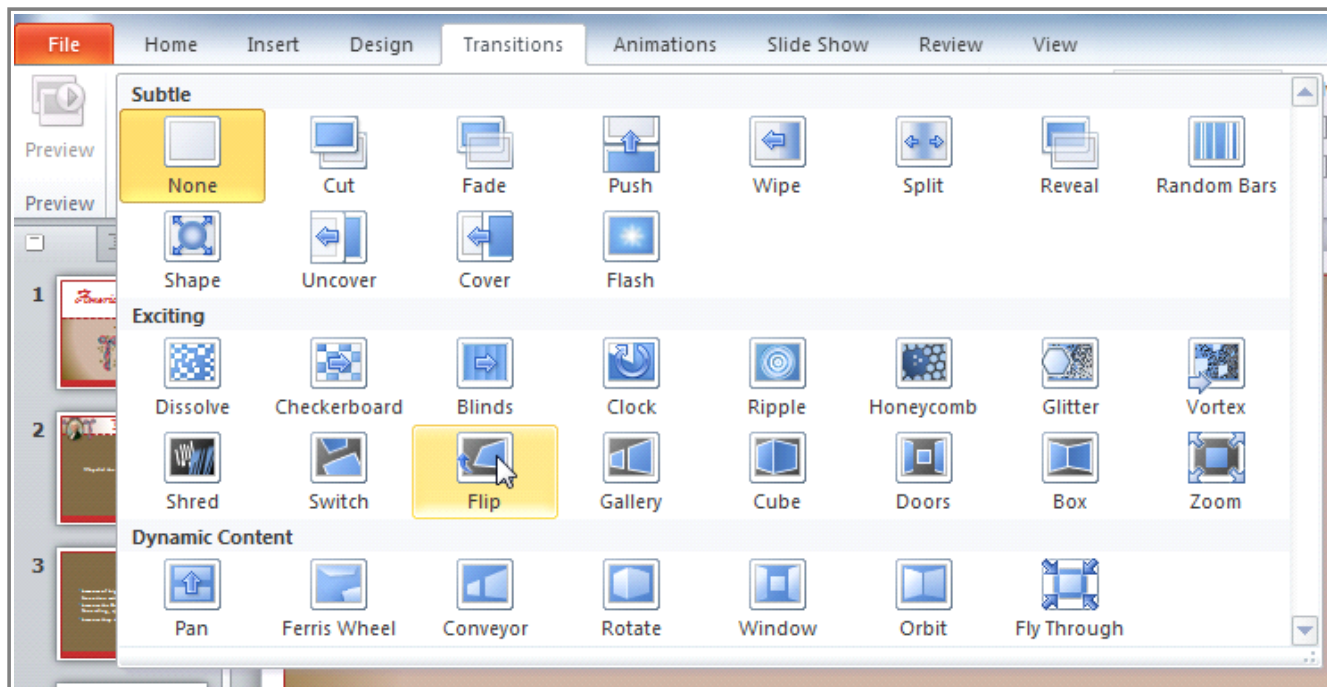 File Home Insert Design Transitions Animations Slide Show Review View
Preview
Preview
Subtle
None Cut Fade Push Wipe Split Reveal Random Bars
Shape Uncover Cover Flash
Exciting
Dissolve Checkerboard Blinds Clock Ripple Honeycomb Glitter Vortex
Shred Switch Flip Gallery Cube Doors Box Zoom
Dynamic Content
Pan Ferris Wheel Conveyor Rotate Window Orbit Fly Through
1
2
3